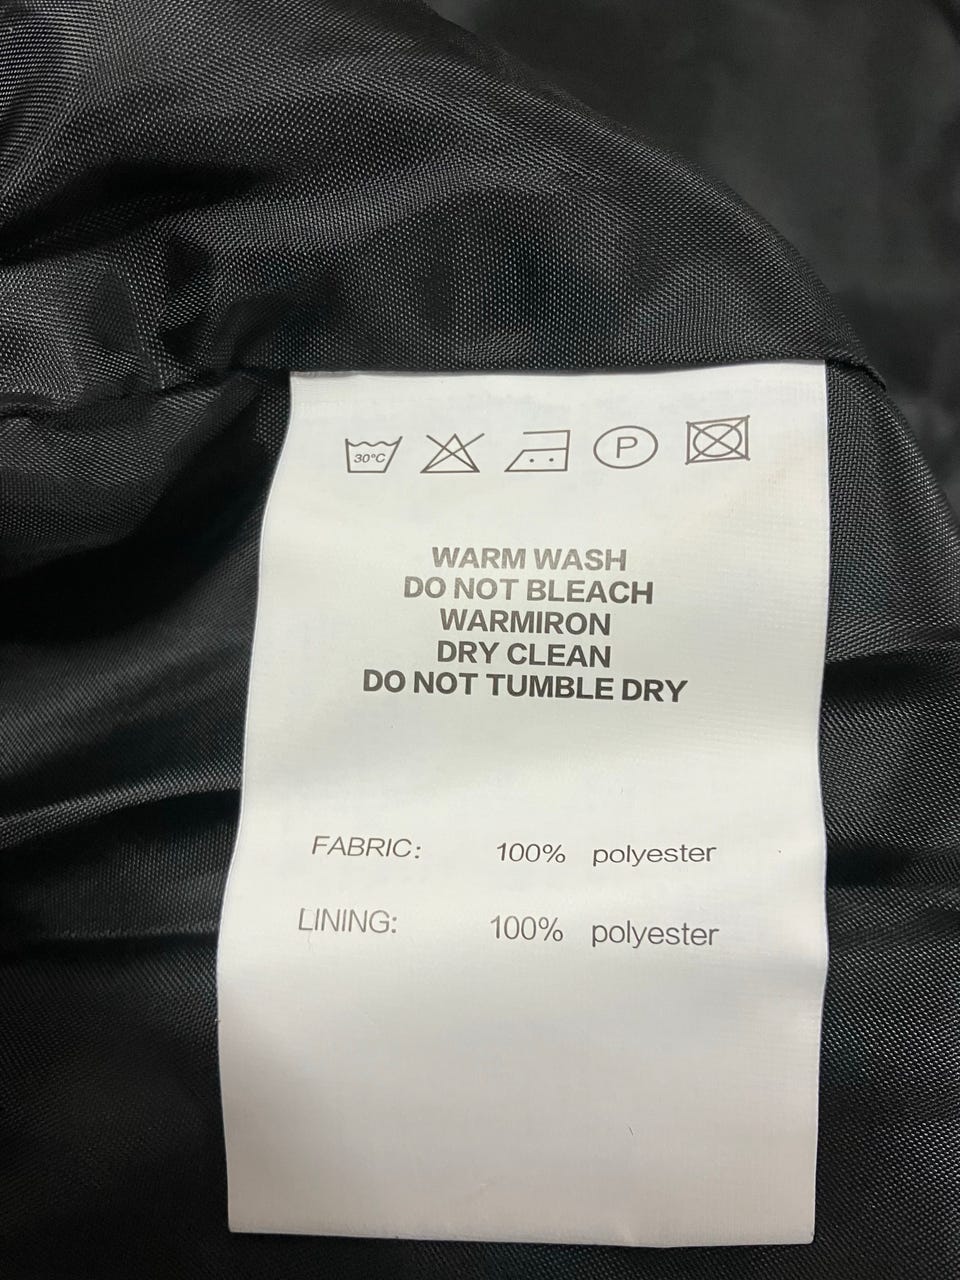 30°C P
WARM WASH
DO NOT BLEACH
WARMIRON
DRY CLEAN
DO NOT TUMBLE DRY
FABRIC: 100% polyester
LINING: 100% polyester